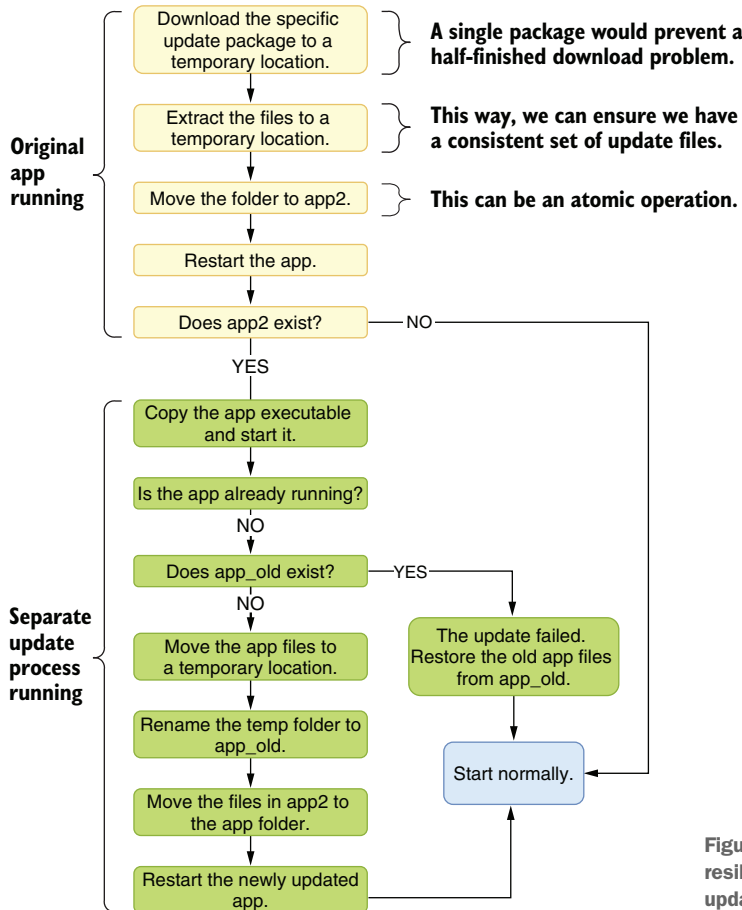 Download the specific
update package to a
temporary location.
A single package would prevent a
half-finished download problem.
Extract the files to a
temporary location.
This way, we can ensure we have
a consistent set of update files.
Original
app
running
Move the folder to app2.
This can be an atomic operation.
Restart the app.
Does app2 exist?
NO
YES
Copy the app executable
and start it.
Is the app already running?
NO
Does app_old exist?
YES
NO
Separate
update
process
running
Move the app files to
a temporary location.
The update failed.
Restore the old app files
from app_old.
Rename the temp folder to
app_old.
Start normally.
Move the files in app2 to
the app folder.
Restart the newly updated
app.